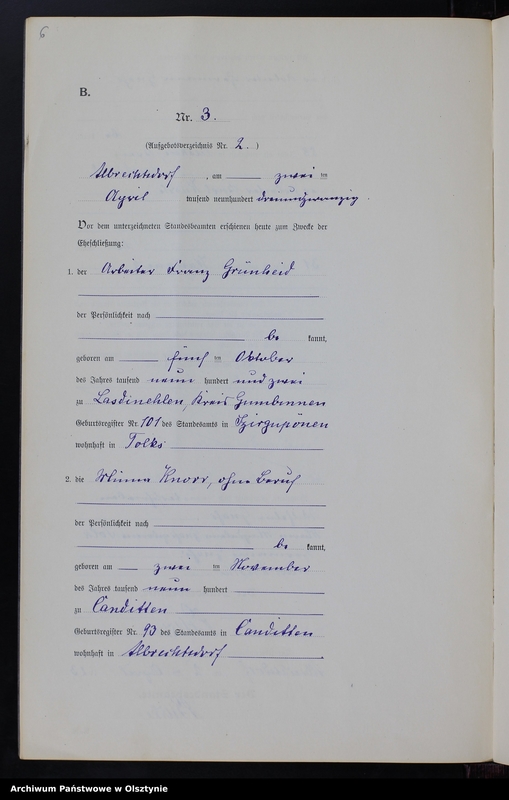 6
B.
Nr. 3.
(Aufgebotsverzeichnis Nr. 2.)
Albrechtsdorf, am zwei ten
April tausend neunhundert dreiundzwanzig.
Vor dem unterzeichneten Standesbeamten erschienen heute zum Zwecke der
Eheschließung:
1. der Arbeiter Franz Grünheid
der Persönlichkeit nach
be kannt,
geboren am fünf ten Oktober
des Jahres tausend neun hundert und zwei
zu Lasdinehlen, Kreis Gumbinnen
Geburtsregister Nr. 101 des Standesamts in Szirgupönen
wohnhaft in Tolks
2. die Minna Knorr, ohne Beruf
der Persönlichkeit nach
be kannt,
geboren am zwei ten November
des Jahres tausend neun hundert
zu Canditten
Geburtsregister Nr. 93 des Standesamts in Canditten
wohnhaft in Albrechtsdorf.
Archiwum Państwowe w Olsztynie